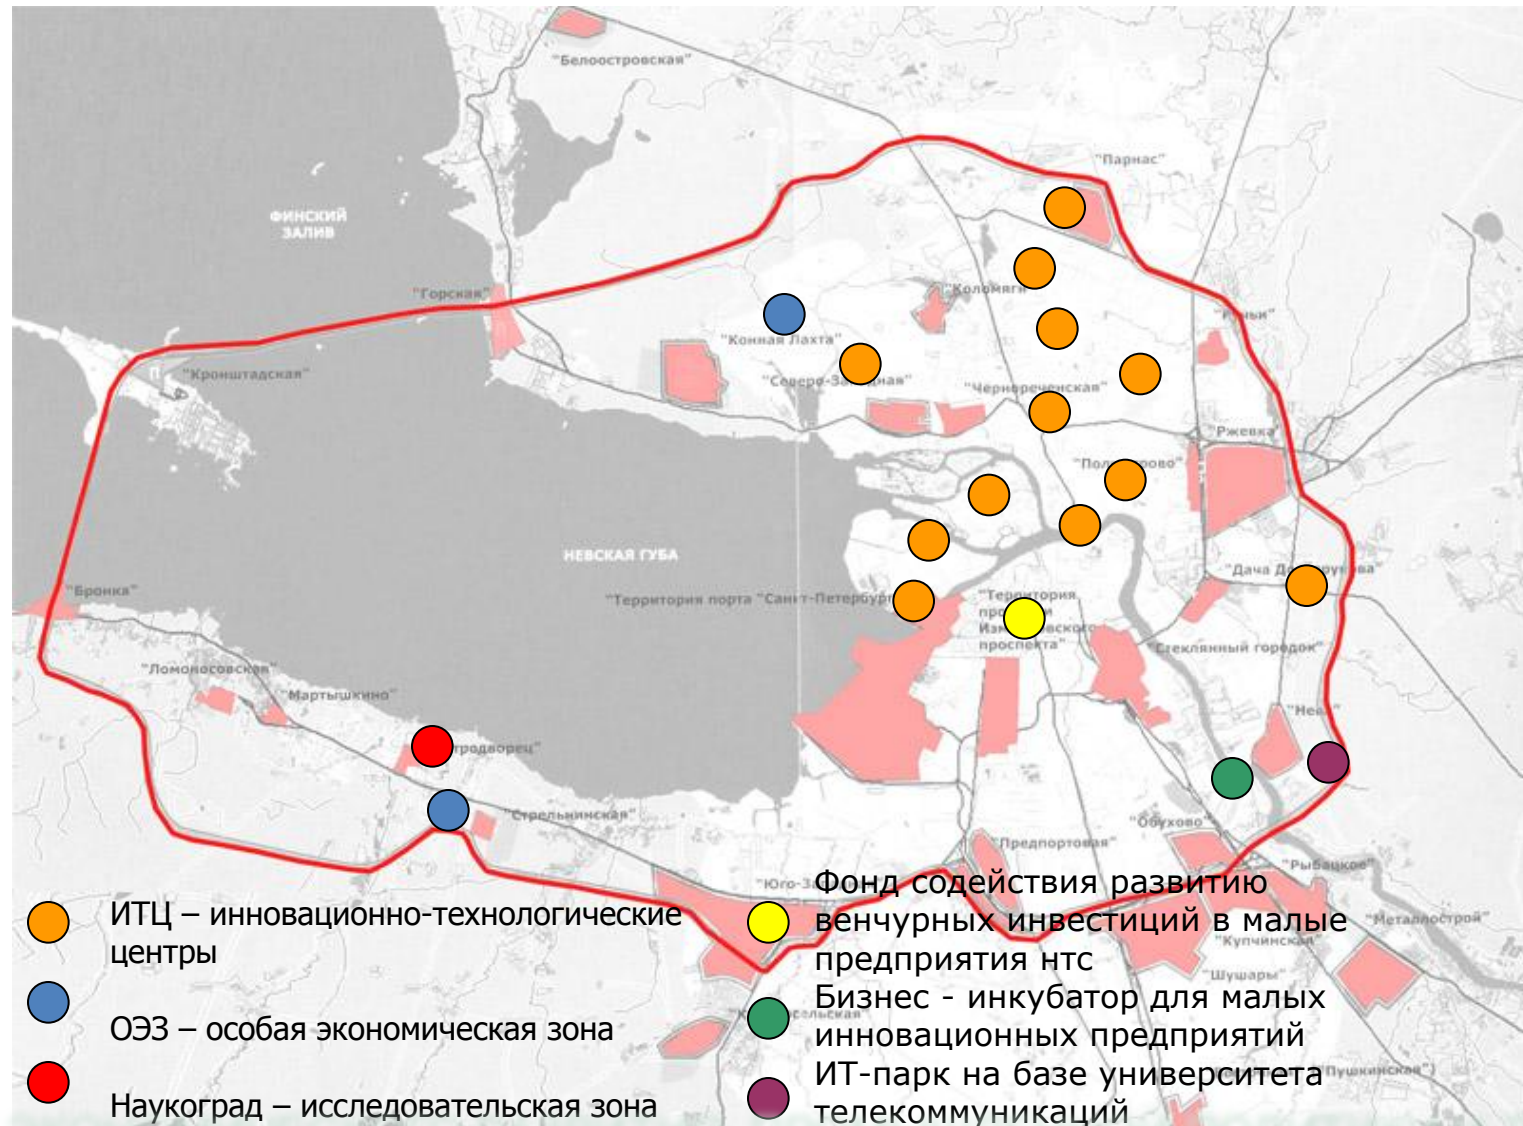 "Белоостровская"
"Парнас"
ФИНСКИЙ
ЗАЛИВ
"Горская"
"Коломяги"
"Конная Лахта"
"Кронштадская"
"Чернореченская"
"Ржевка"
НЕВСКАЯ ГУБА
"Бронка"
"Территория порта "Санкт-Петербург
"Территория
проспекта"
"Стеклянный городок"
"Ломоносовская"
"Мартышкино"
"Стрельнинская"
"Предпортовая"
"Обухово"
"Рыбацкое"
"Металлострой"
"Купчинская"
"Шушары"
"Пушкинская")
ИТЦ – инновационно-технологические
центры
ОЭЗ – особая экономическая зона
Наукоград – исследовательская зона
Фонд содействия развитию
венчурных инвестиций в малые
предприятия нтс
Бизнес - инкубатор для малых
инновационных предприятий
ИТ-парк на базе университета
телекоммуникаций